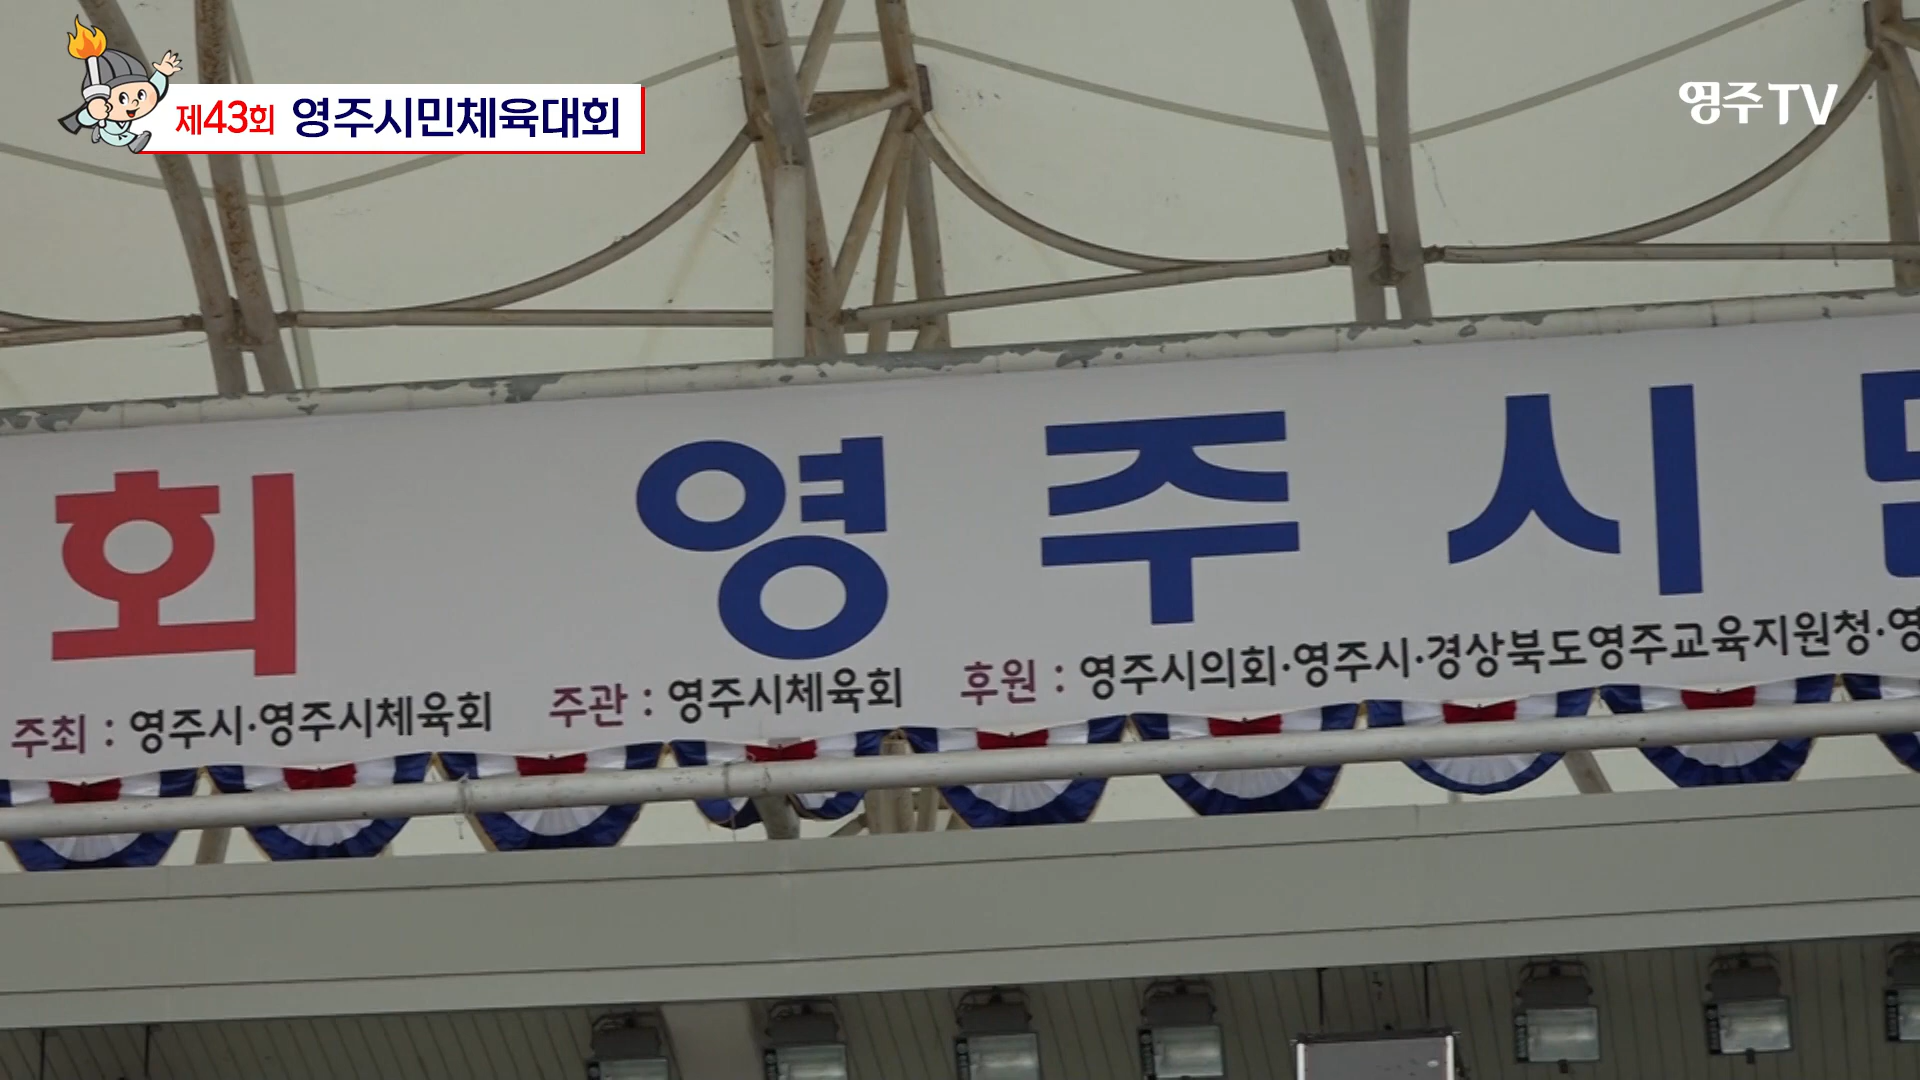 제43회 영주시민체육대회
영주TV
회 영주시
주최 : 영주시·영주시체육회 주관 : 영주시체육회 후원 : 영주시의회·영주시·경상북도영주교육지원청·영